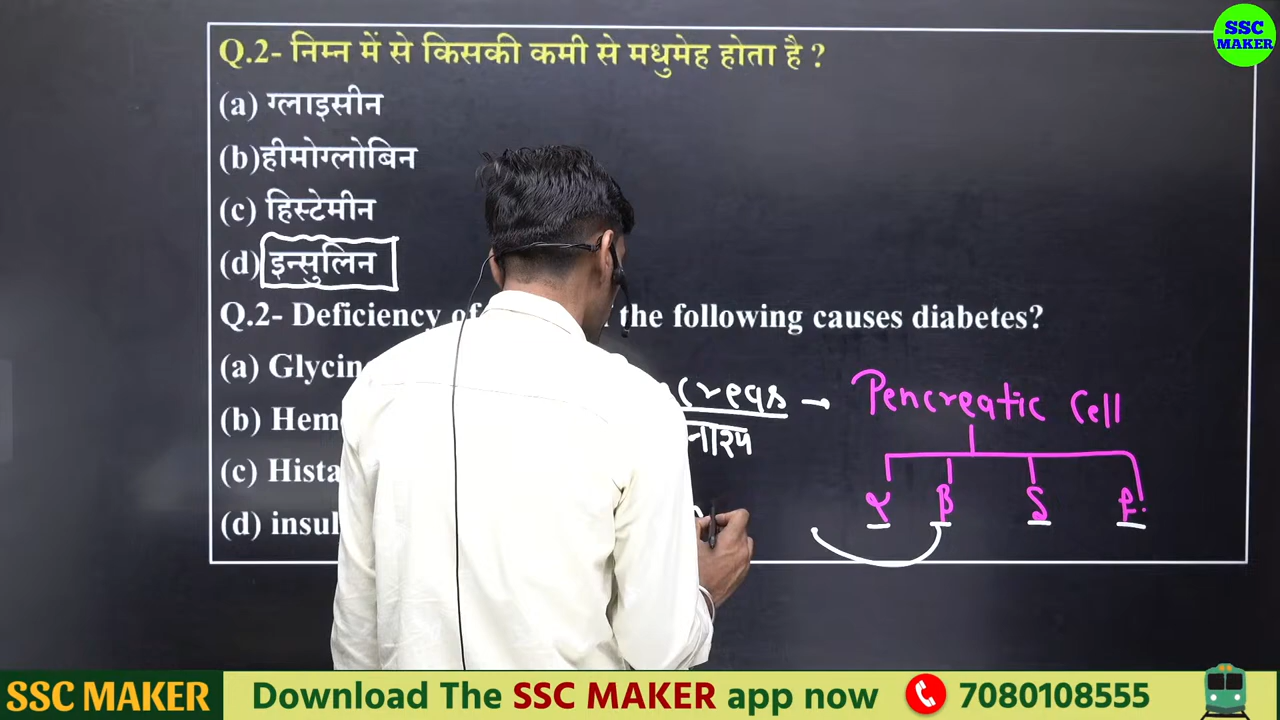 SSC
MAKER
Q.2- निम्न में से किसकी कमी से मधुमेह होता है ?
(a) ग्लाइसीन
(b)हीमोग्लोबिन
(c) हिस्टेमीन
(d) इन्सुलिन
Q.2- Deficiency of the following causes diabetes?
(a) Glycin
(b) Hem
(c) Hista
(d) insul
creas → Pencreatic Cell
β
SSC MAKER Download The SSC MAKER app now 7080108555